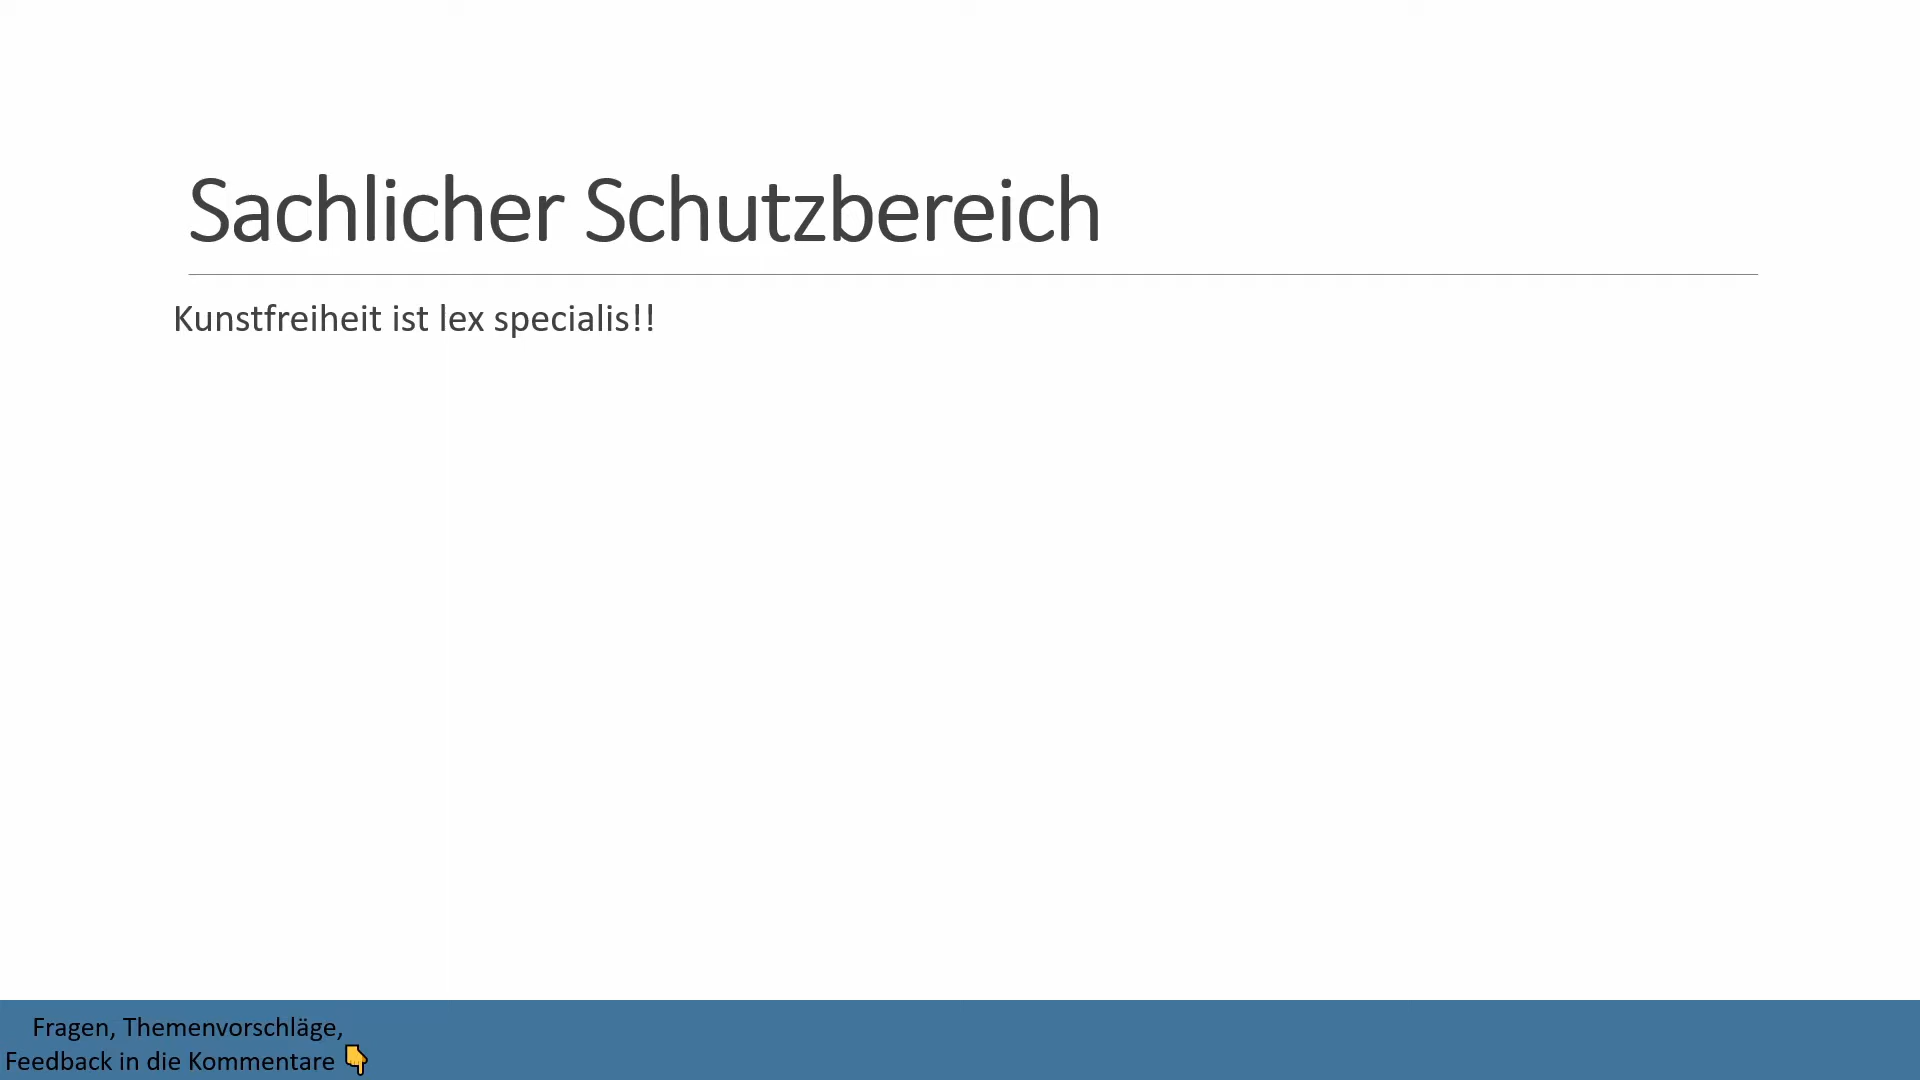 Sachlicher Schutzbereich
Kunstfreiheit ist lex specialis!!
Fragen, Themenvorschläge,
Feedback in die Kommentare 👇